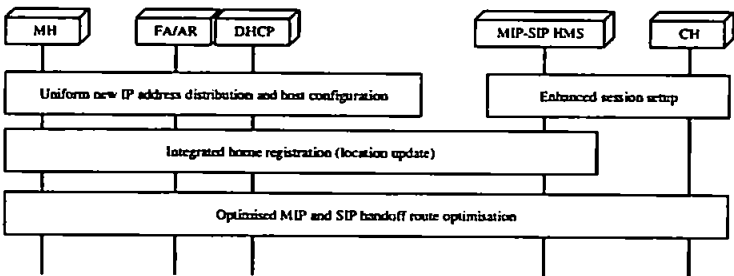 MH FA/AR DHCP MIP-SIP HMS CH
Uniform new IP address distribution and host configuration Enhanced session setup
Integrated home registration (location update)
Optimised MIP and SIP handoff route optimisation